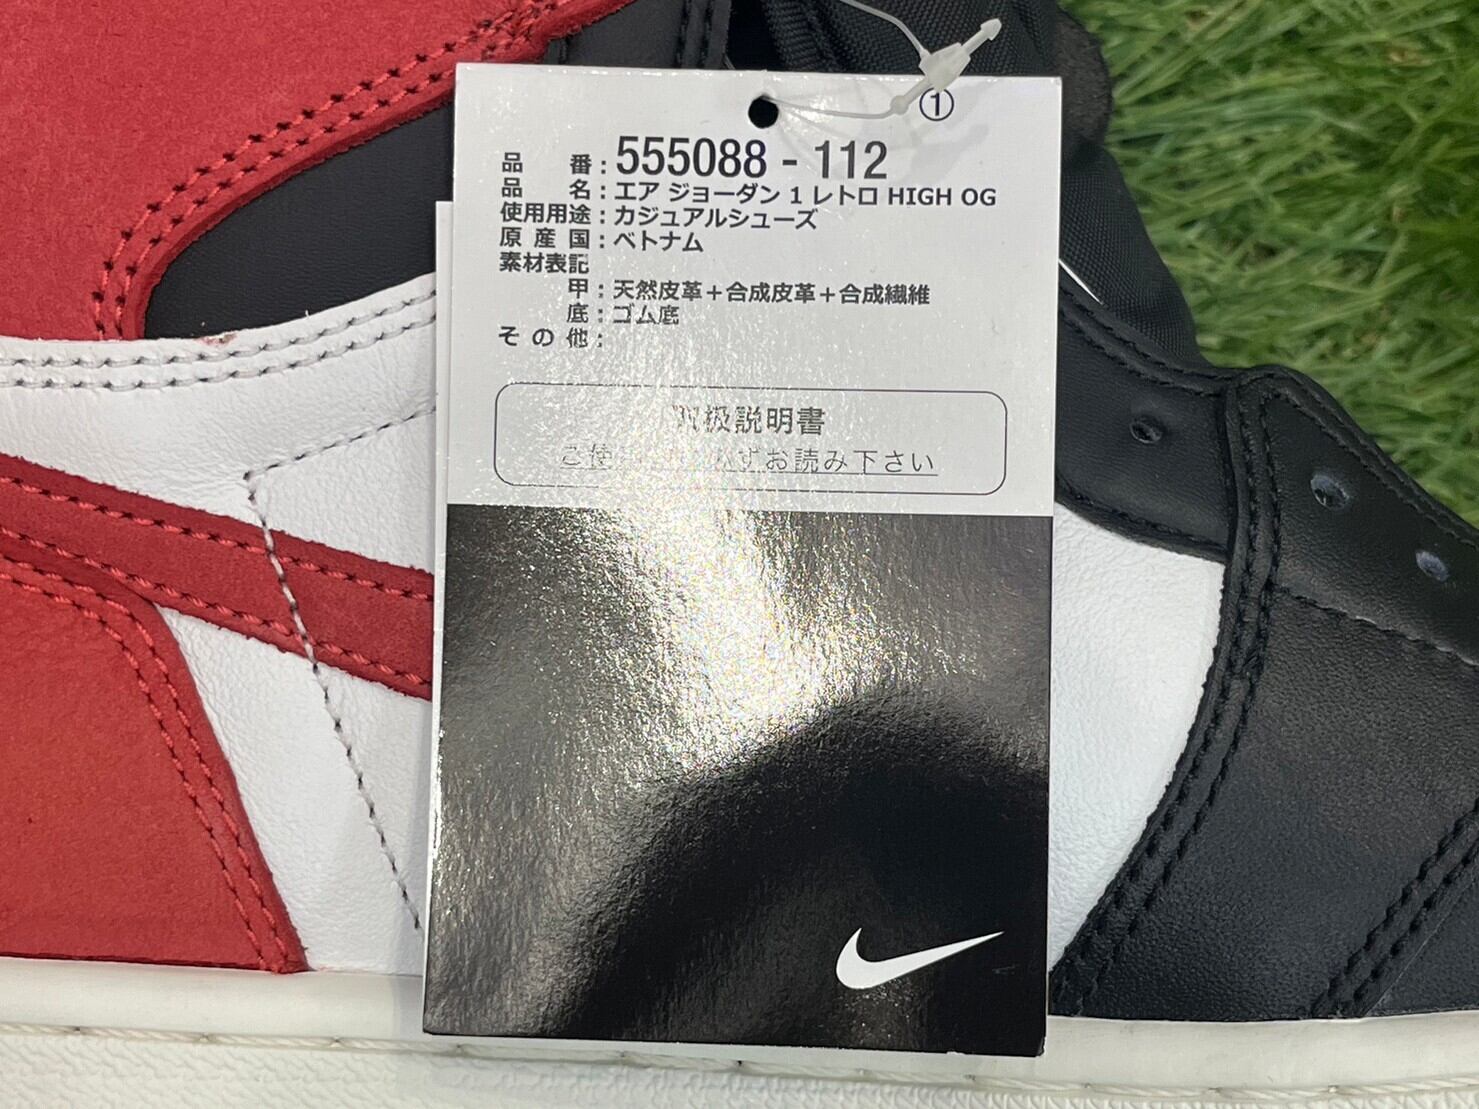 ①
品番：555088 - 112
品名：エア ジョーダン 1 レトロ HIGH OG
使用用途：カジュアルシューズ
原産国：ベトナム
素材表記
甲：天然皮革＋合成皮革＋合成繊維
底：ゴム底
その他：
取扱説明書
お読み下さい